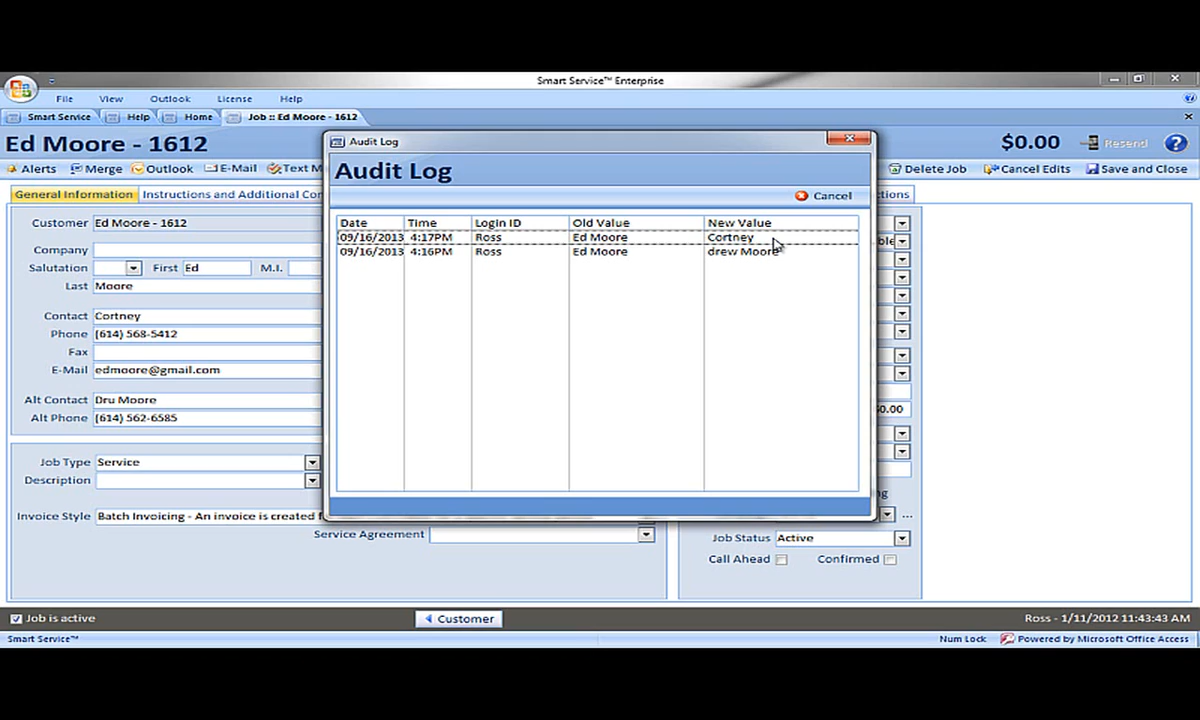 Smart Service™ Enterprise
File View Outlook License Help
Smart Service Help Home Job :: Ed Moore - 1612
Ed Moore - 1612 $0.00 Resend
Alerts Merge Outlook E-Mail Text Delete Job Cancel Edits Save and Close
General Information Instructions and Additional
Audit Log
Audit Log
Cancel
Date Time Login ID Old Value New Value
09/16/2013 4:17PM Ross Ed Moore Cortney
09/16/2013 4:16PM Ross Ed Moore drew Moore
Customer Ed Moore - 1612
Company
Salutation First Ed M.I.
Last Moore
Contact Cortney
Phone (614) 568-5412
Fax
E-Mail edmoore@gmail.com
Alt Contact Dru Moore
Alt Phone (614) 562-6585
Job Type Service
Description
Invoice Style Batch Invoicing - An invoice is created
Service Agreement
Job Status Active
Call Ahead Confirmed
Job is active Customer Ross - 1/11/2012 11:43:43 AM
Smart Service™ Num Lock Powered by Microsoft Office Access